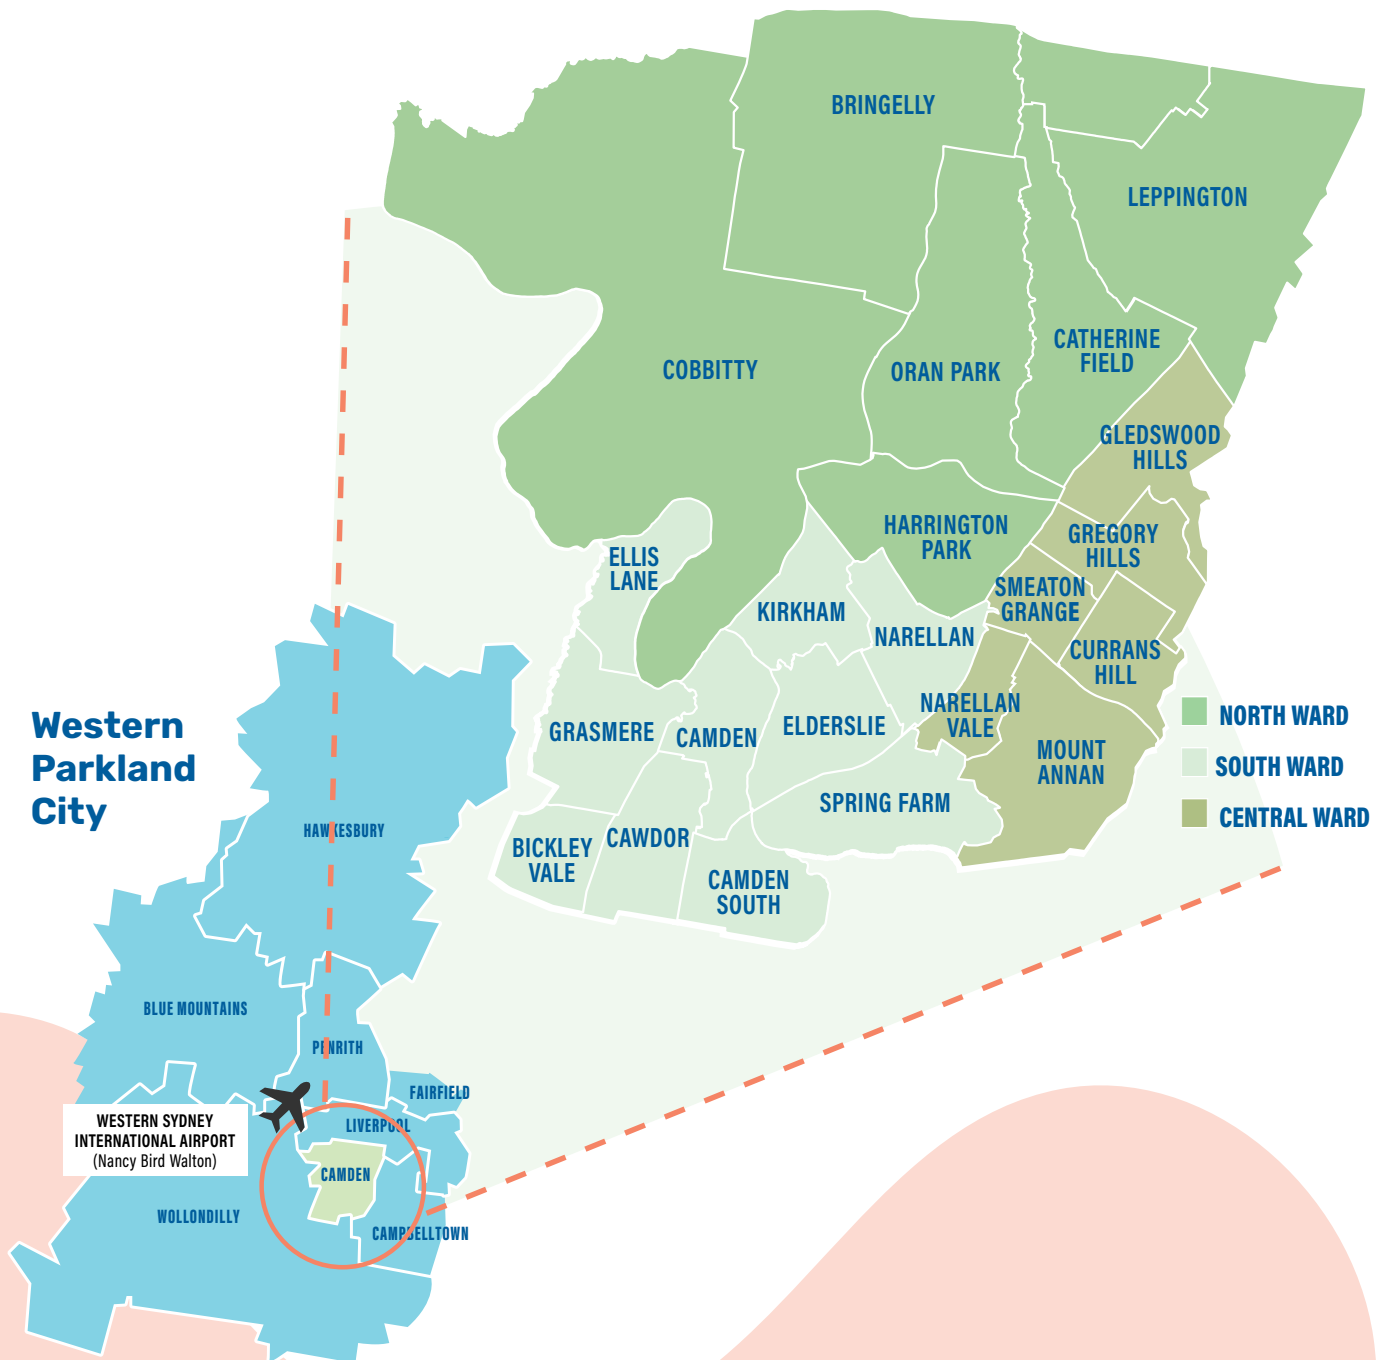 BRINGELLY
LEPPINGTON
COBBITTY
ORAN PARK
CATHERINE
FIELD
GLEDSWOOD
HILLS
HARRINGTON
PARK
GREGORY
HILLS
ELLIS
LANE
SMEATON
GRANGE
KIRKHAM
NARELLAN
CURRANS
HILL
NARELLAN
VALE
GRASMERE
CAMDEN
ELDERSLIE
MOUNT
ANNAN
SPRING FARM
CAWDOR
BICKLEY
VALE
CAMDEN
SOUTH
NORTH WARD
SOUTH WARD
CENTRAL WARD
Western
Parkland
City
HAWKESBURY
BLUE MOUNTAINS
PENRITH
FAIRFIELD
LIVERPOOL
WESTERN SYDNEY
INTERNATIONAL AIRPORT
(Nancy Bird Walton)
CAMDEN
WOLLONDILLY
CAMPBELLTOWN